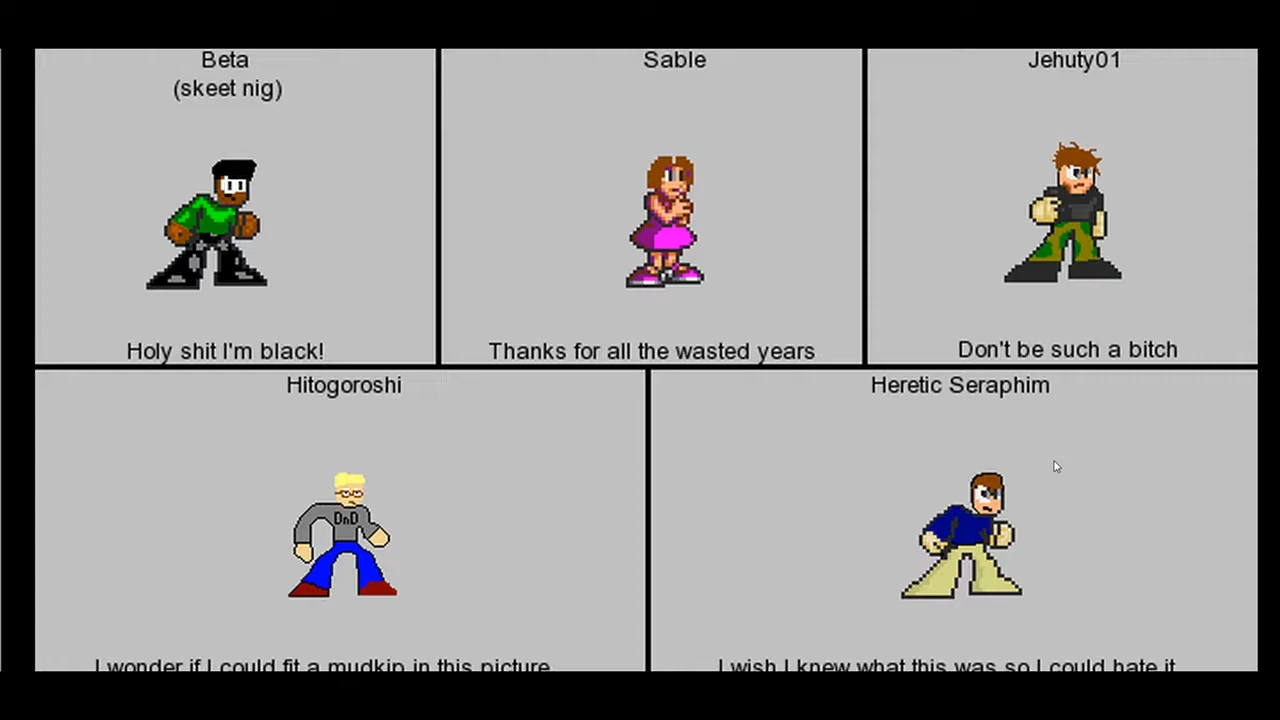 Beta
(skeet nig)
Holy shit I'm black!
Sable
Thanks for all the wasted years
Jehuty01
Don't be such a bitch
Hitogoroshi
DnD
I wonder if I could fit a mudkip in this picture
Heretic Seraphim
I wish I knew what this was so I could hate it